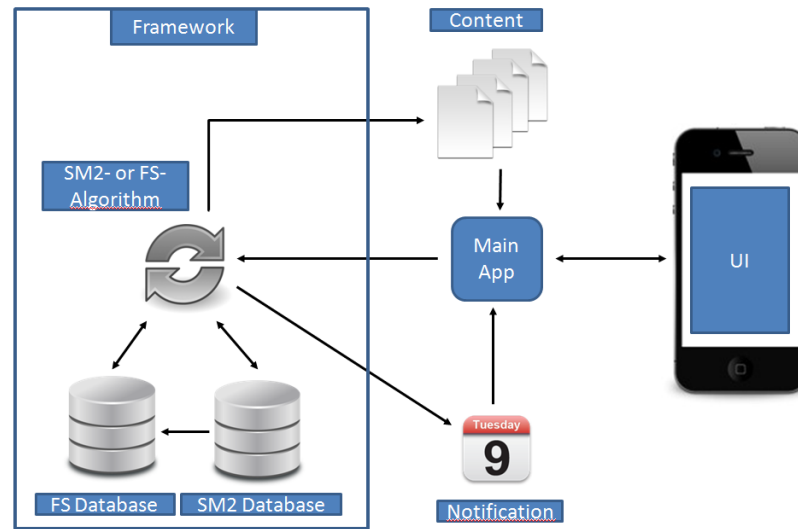 Framework
Content
SM2- or FS-
Algorithm
Main
App
UI
Tuesday
9
FS Database
SM2 Database
Notification